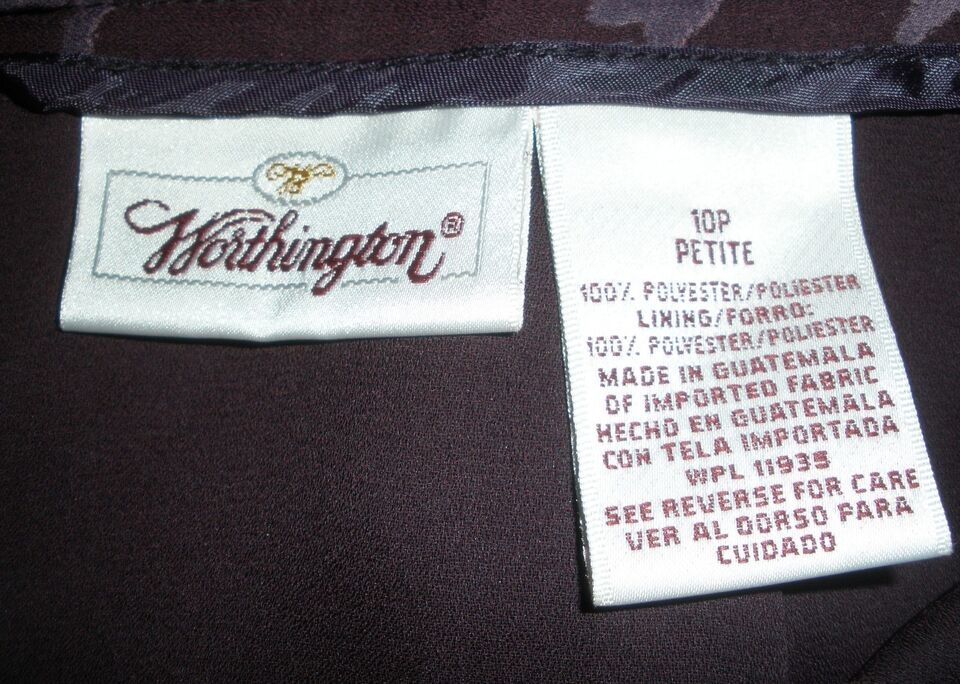 Worthington®
10P
PETITE
100% POLYESTER/POLIESTER
LINING/FORRO:
100% POLYESTER/POLIESTER
MADE IN GUATEMALA
OF IMPORTED FABRIC
HECHO EN GUATEMALA
CON TELA IMPORTADA
WPL 11935
SEE REVERSE FOR CARE
VER AL DORSO PARA
CUIDADO